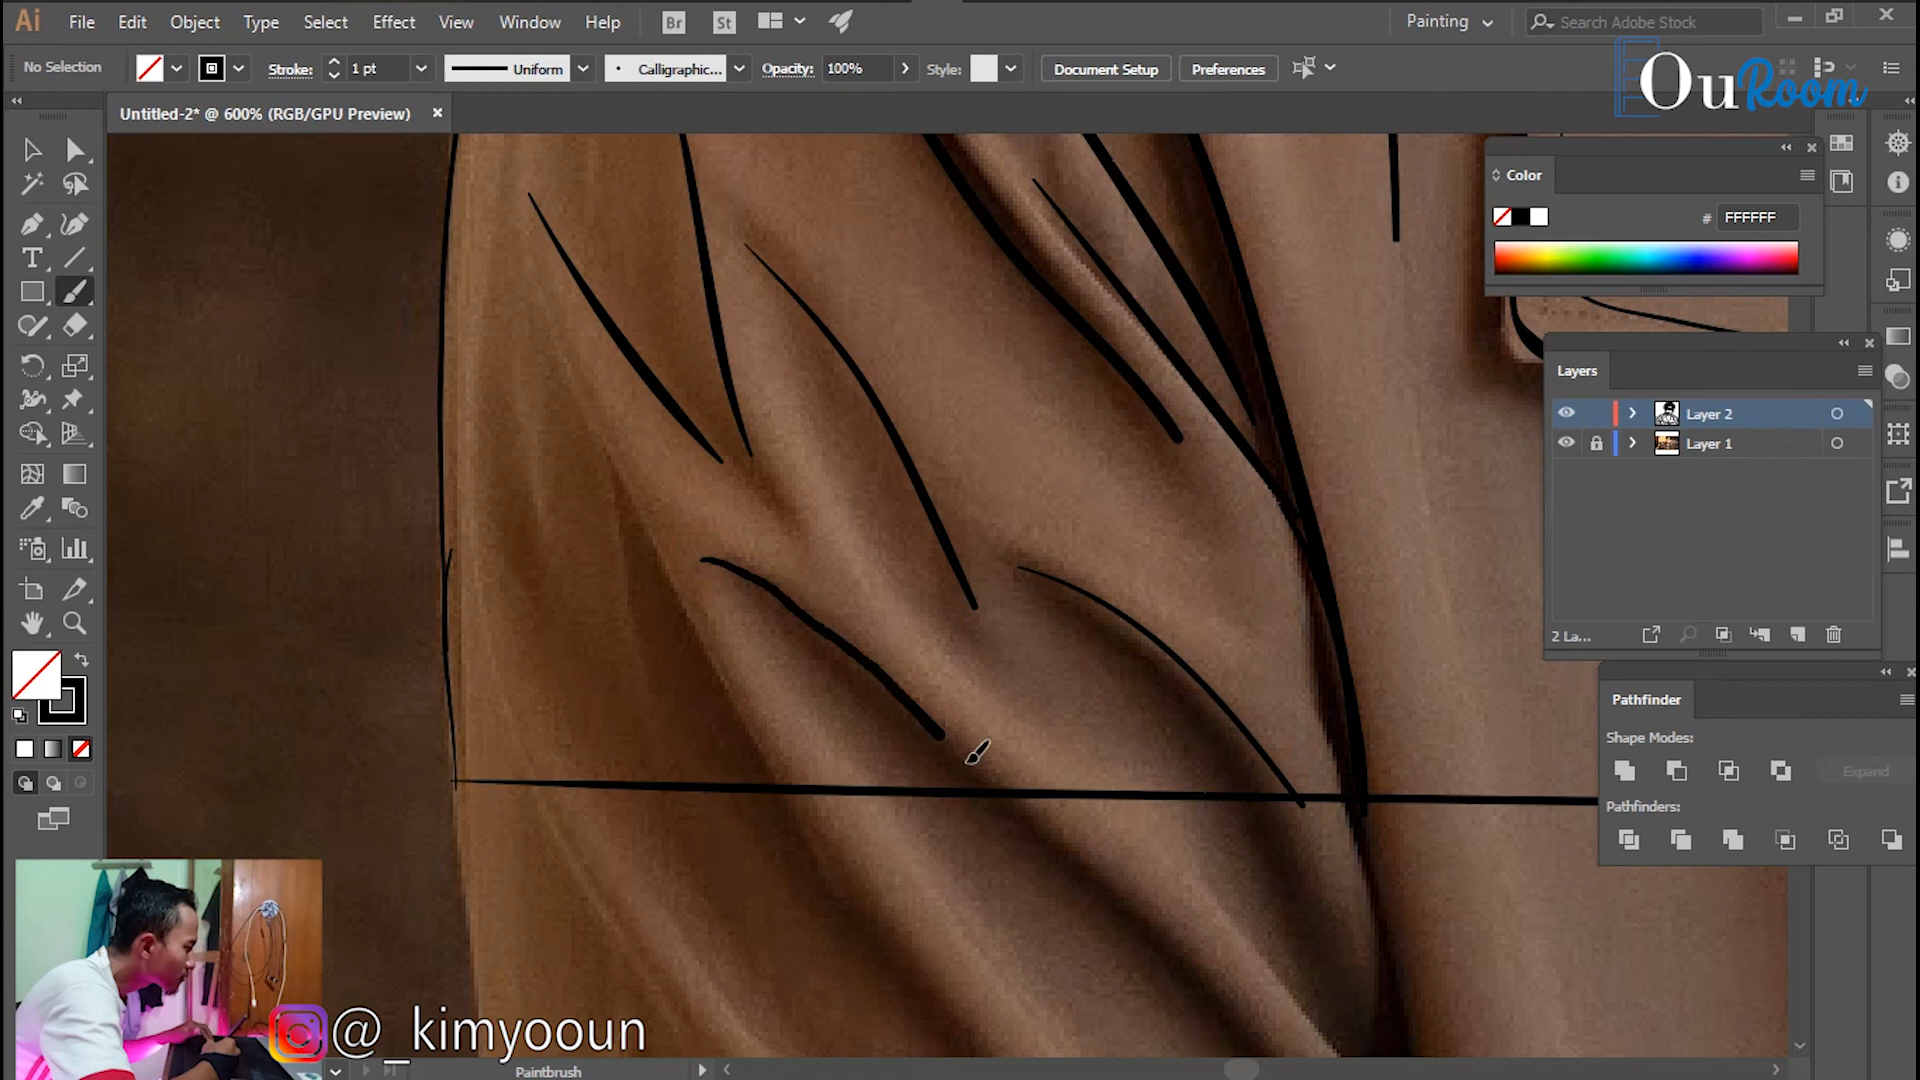 Ai File Edit Object Type Select Effect View Window Help Br St Painting Search Adobe Stock
No Selection Stroke: 1 pt Uniform Calligraphic... Opacity: 100% Style: Document Setup Preferences
OuRoom
Untitled-2* @ 600% (RGB/GPU Preview)
Color
# FFFFFF
Layers
Layer 2
Layer 1
2 La...
Pathfinder
Shape Modes:
Expand
Pathfinders:
@_kimyooun
Paintbrush